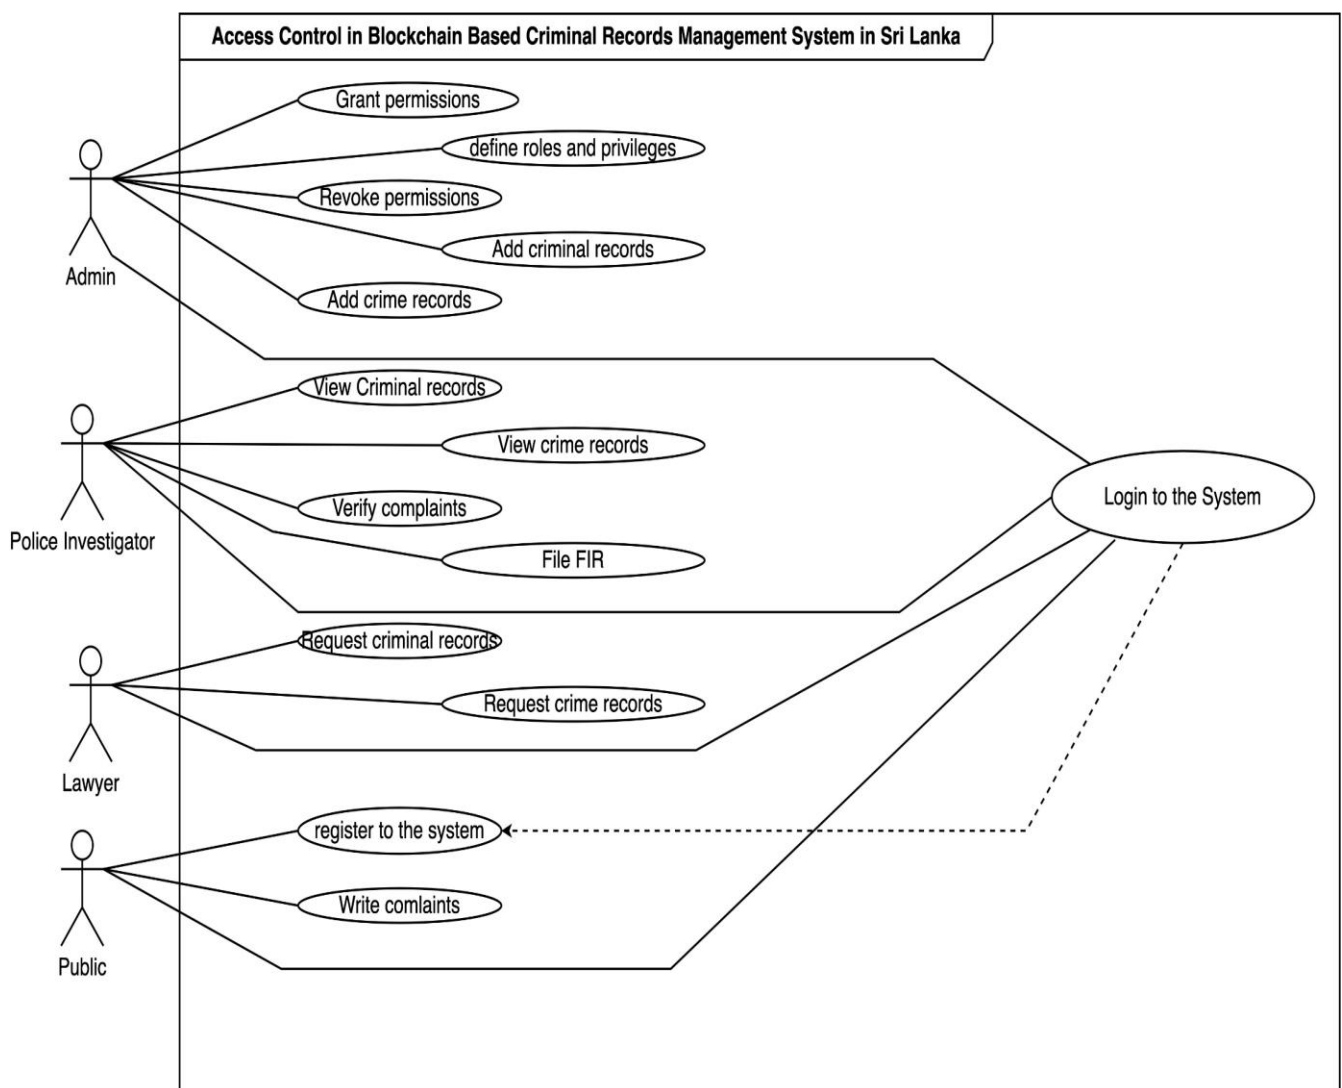 Access Control in Blockchain Based Criminal Records Management System in Sri Lanka
Grant permissions
define roles and privileges
Revoke permissions
Add criminal records
Admin
Add crime records
View Criminal records
View crime records
Login to the System
Verify complaints
Police Investigator
File FIR
Request criminal records
Request crime records
Lawyer
register to the system
Write comlaints
Public